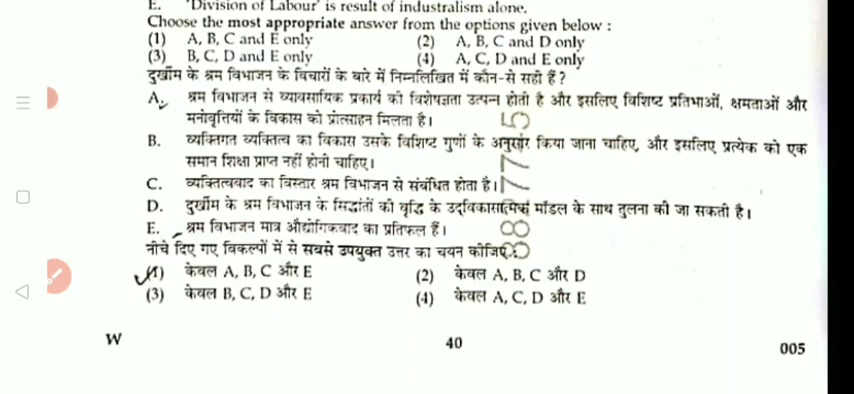 E. 'Division of Labour' is result of industralism alone.
Choose the most appropriate answer from the options given below :
(1) A, B, C and E only (2) A, B, C and D only
(3) B, C, D and E only (4) A, C, D and E only
दुर्खीम के श्रम विभाजन के विचारों के बारे में निम्नलिखित में कौन-से सही हैं?
A. श्रम विभाजन से व्यावसायिक प्रकार्य की विशेषज्ञता उत्पन्न होती है और इसलिए विशिष्ट प्रतिभाओं, क्षमताओं और
मनोवृत्तियों के विकास को प्रोत्साहन मिलता है।
B. व्यक्तिगत व्यक्तित्व का विकास उसके विशिष्ट गुणों के अनुसार किया जाना चाहिए, और इसलिए प्रत्येक को एक
समान शिक्षा प्राप्त नहीं होनी चाहिए।
C. व्यक्तित्ववाद का विस्तार श्रम विभाजन से संबंधित होता है।
D. दुर्खीम के श्रम विभाजन के सिद्धांतों की वृद्धि के उद्विकासात्मक मॉडल के साथ तुलना की जा सकती है।
E. श्रम विभाजन मात्र औद्योगिकवाद का प्रतिफल हैं।
नीचे दिए गए विकल्पों में से सबसे उपयुक्त उत्तर का चयन कीजिए :
(1) केवल A, B, C और E (2) केवल A, B, C और D
(3) केवल B, C, D और E (4) केवल A, C, D और E
W 40 005